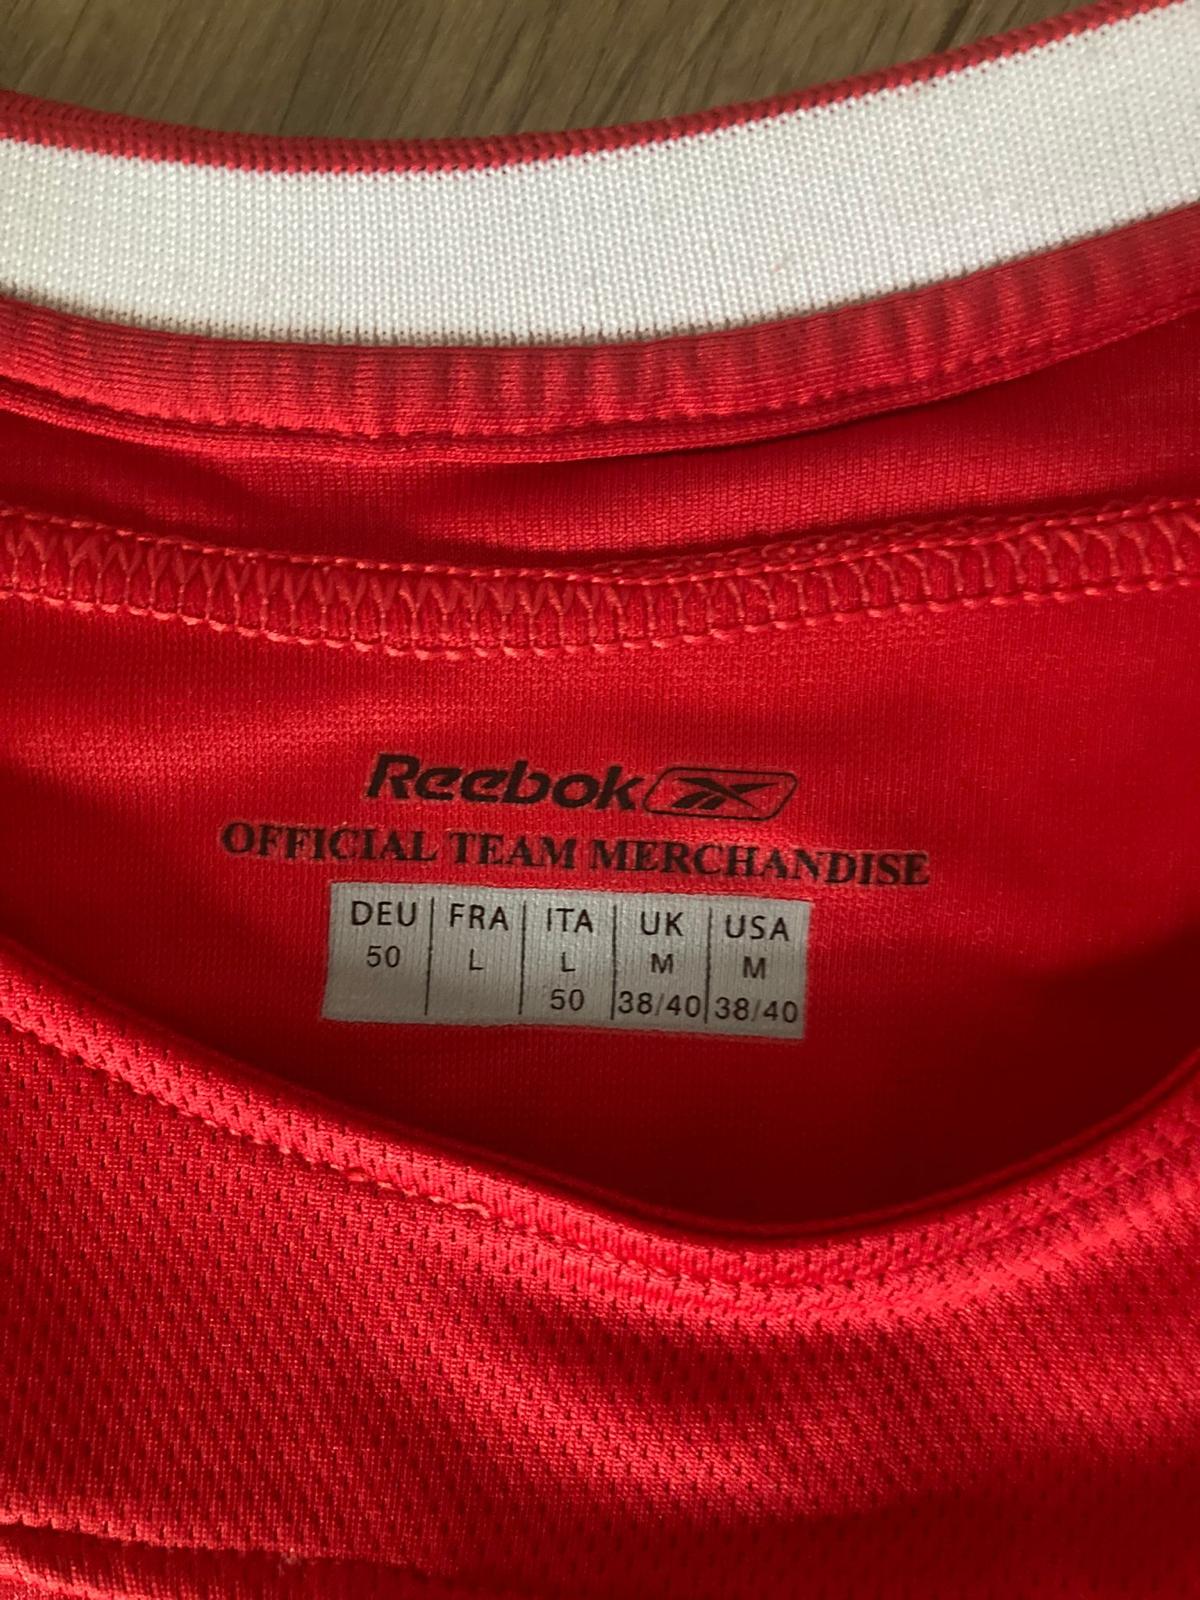 Reebok
OFFICIAL TEAM MERCHANDISE
DEU FRA ITA UK USA
50 L L M M
50 38/40 38/40